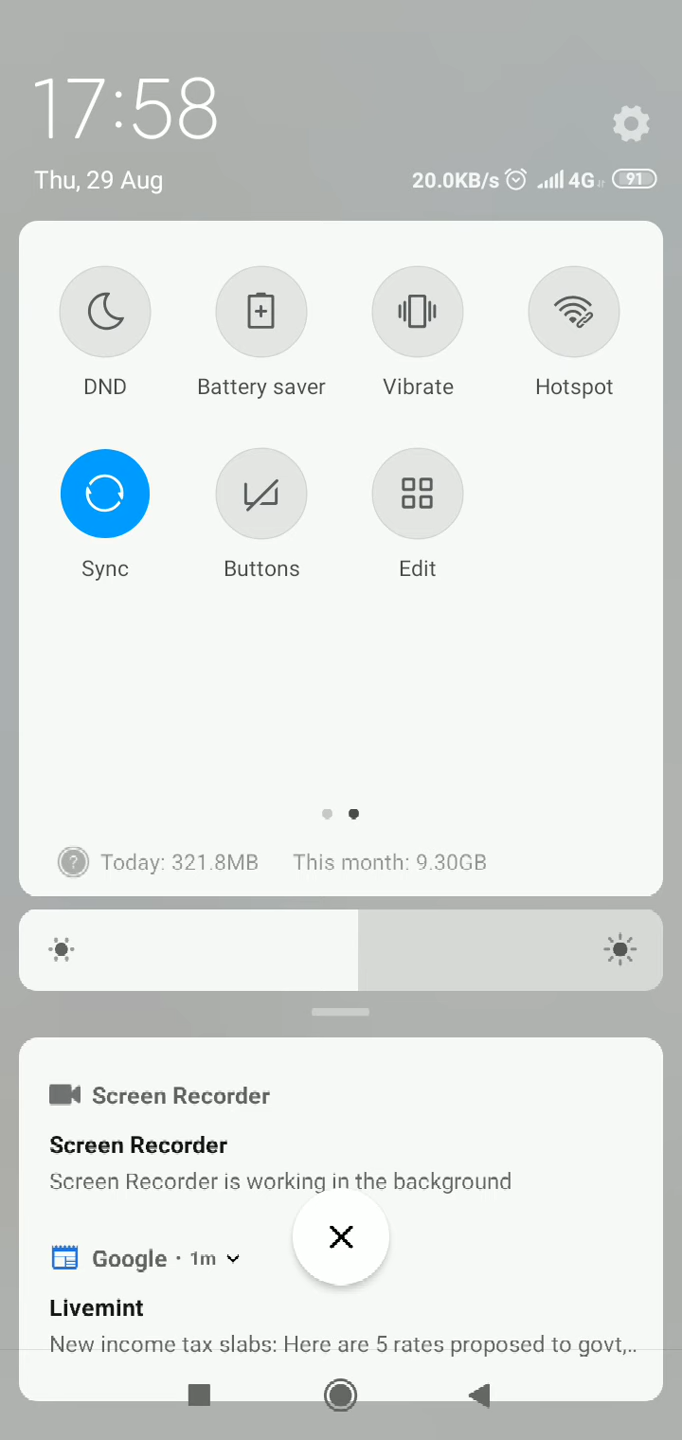 17:58
Thu, 29 Aug
20.0KB/s 4G 91
DND Battery saver Vibrate Hotspot
Sync Buttons Edit
? Today: 321.8MB This month: 9.30GB
Screen Recorder
Screen Recorder
Screen Recorder is working in the background
Google · 1m
Livemint
New income tax slabs: Here are 5 rates proposed to govt,..